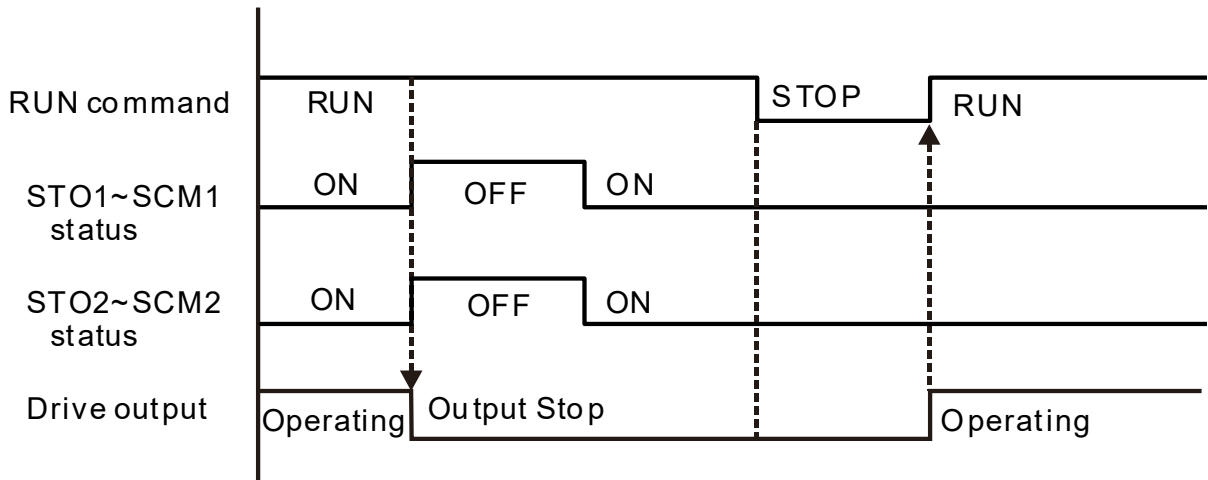 RUN command
RUN
STOP
RUN
STO1~SCM1
status
ON
OFF
ON
STO2~SCM2
status
ON
OFF
ON
Drive output
Operating
Output Stop
Operating